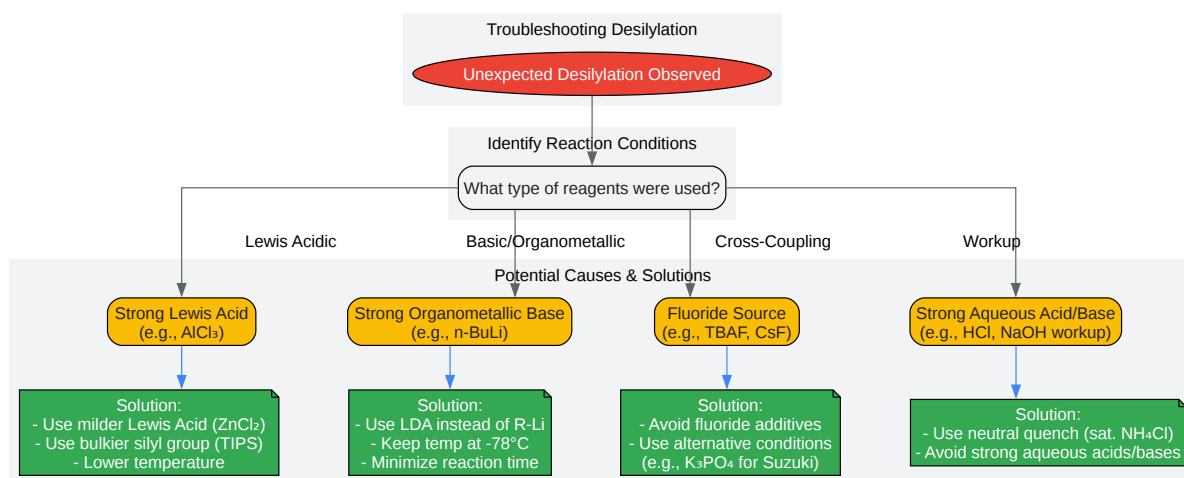 Troubleshooting Desilylation
Unexpected Desilylation Observed
Identify Reaction Conditions
What type of reagents were used?
Lewis Acidic
Basic/Organometallic
Cross-Coupling
Workup
Potential Causes & Solutions
Strong Lewis Acid
(e.g., AlCl₃)
Strong Organometallic Base
(e.g., n-BuLi)
Fluoride Source
(e.g., TBAF, CsF)
Strong Aqueous Acid/Base
(e.g., HCl, NaOH workup)
Solution:
- Use milder Lewis Acid (ZnCl₂)
- Use bulkier silyl group (TIPS)
- Lower temperature
Solution:
- Use LDA instead of R-Li
- Keep temp at -78°C
- Minimize reaction time
Solution:
- Avoid fluoride additives
- Use alternative conditions
(e.g., K₃PO₄ for Suzuki)
Solution:
- Use neutral quench (sat. NH₄Cl)
- Avoid strong aqueous acids/bases